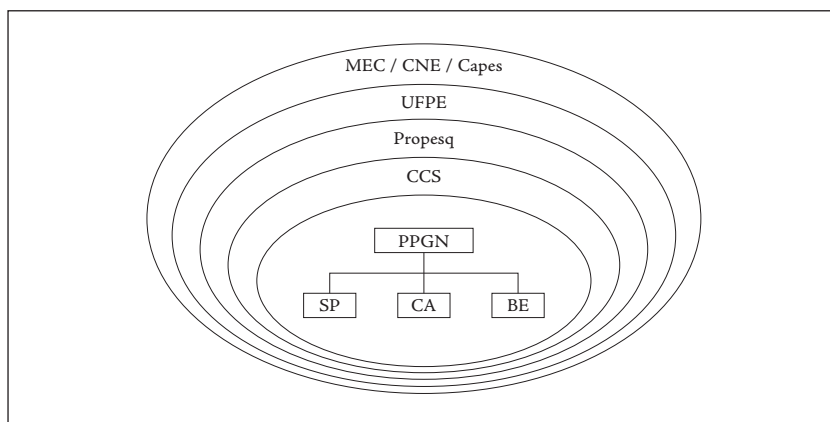 MEC / CNE / Capes
UFPE
Propesq
CCS
PPGN
SP CA BE